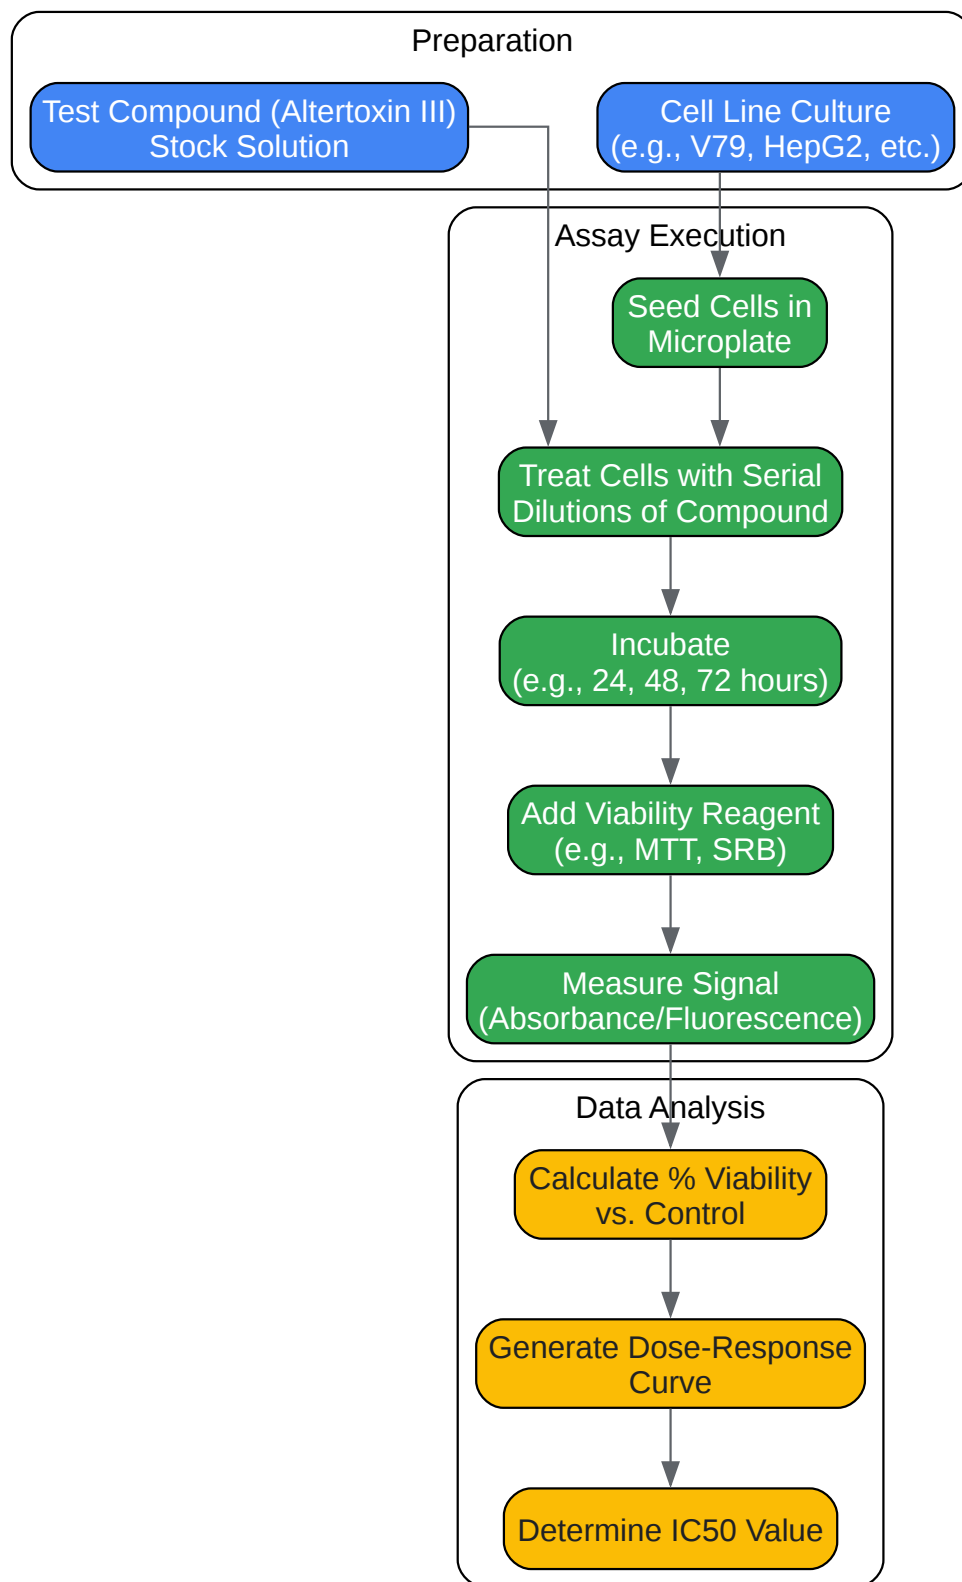 Preparation
Test Compound (Altertoxin III)
Stock Solution
Cell Line Culture
(e.g., V79, HepG2, etc.)
Assay Execution
Seed Cells in
Microplate
Treat Cells with Serial
Dilutions of Compound
Incubate
(e.g., 24, 48, 72 hours)
Add Viability Reagent
(e.g., MTT, SRB)
Measure Signal
(Absorbance/Fluorescence)
Data Analysis
Calculate % Viability
vs. Control
Generate Dose-Response
Curve
Determine IC50 Value